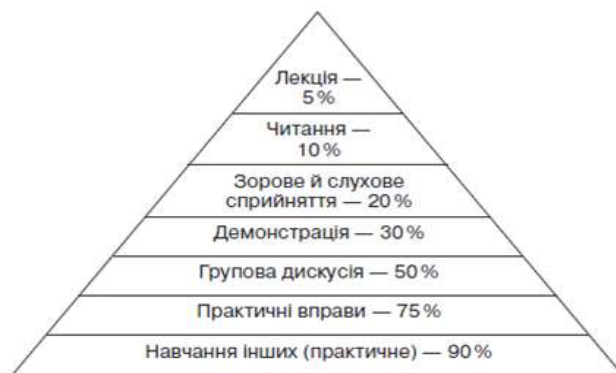 Лекція —
5 %
Читання —
10 %
Зорове й слухове
сприйняття — 20 %
Демонстрація — 30 %
Групова дискусія — 50 %
Практичні вправи — 75 %
Навчання інших (практичне) — 90 %